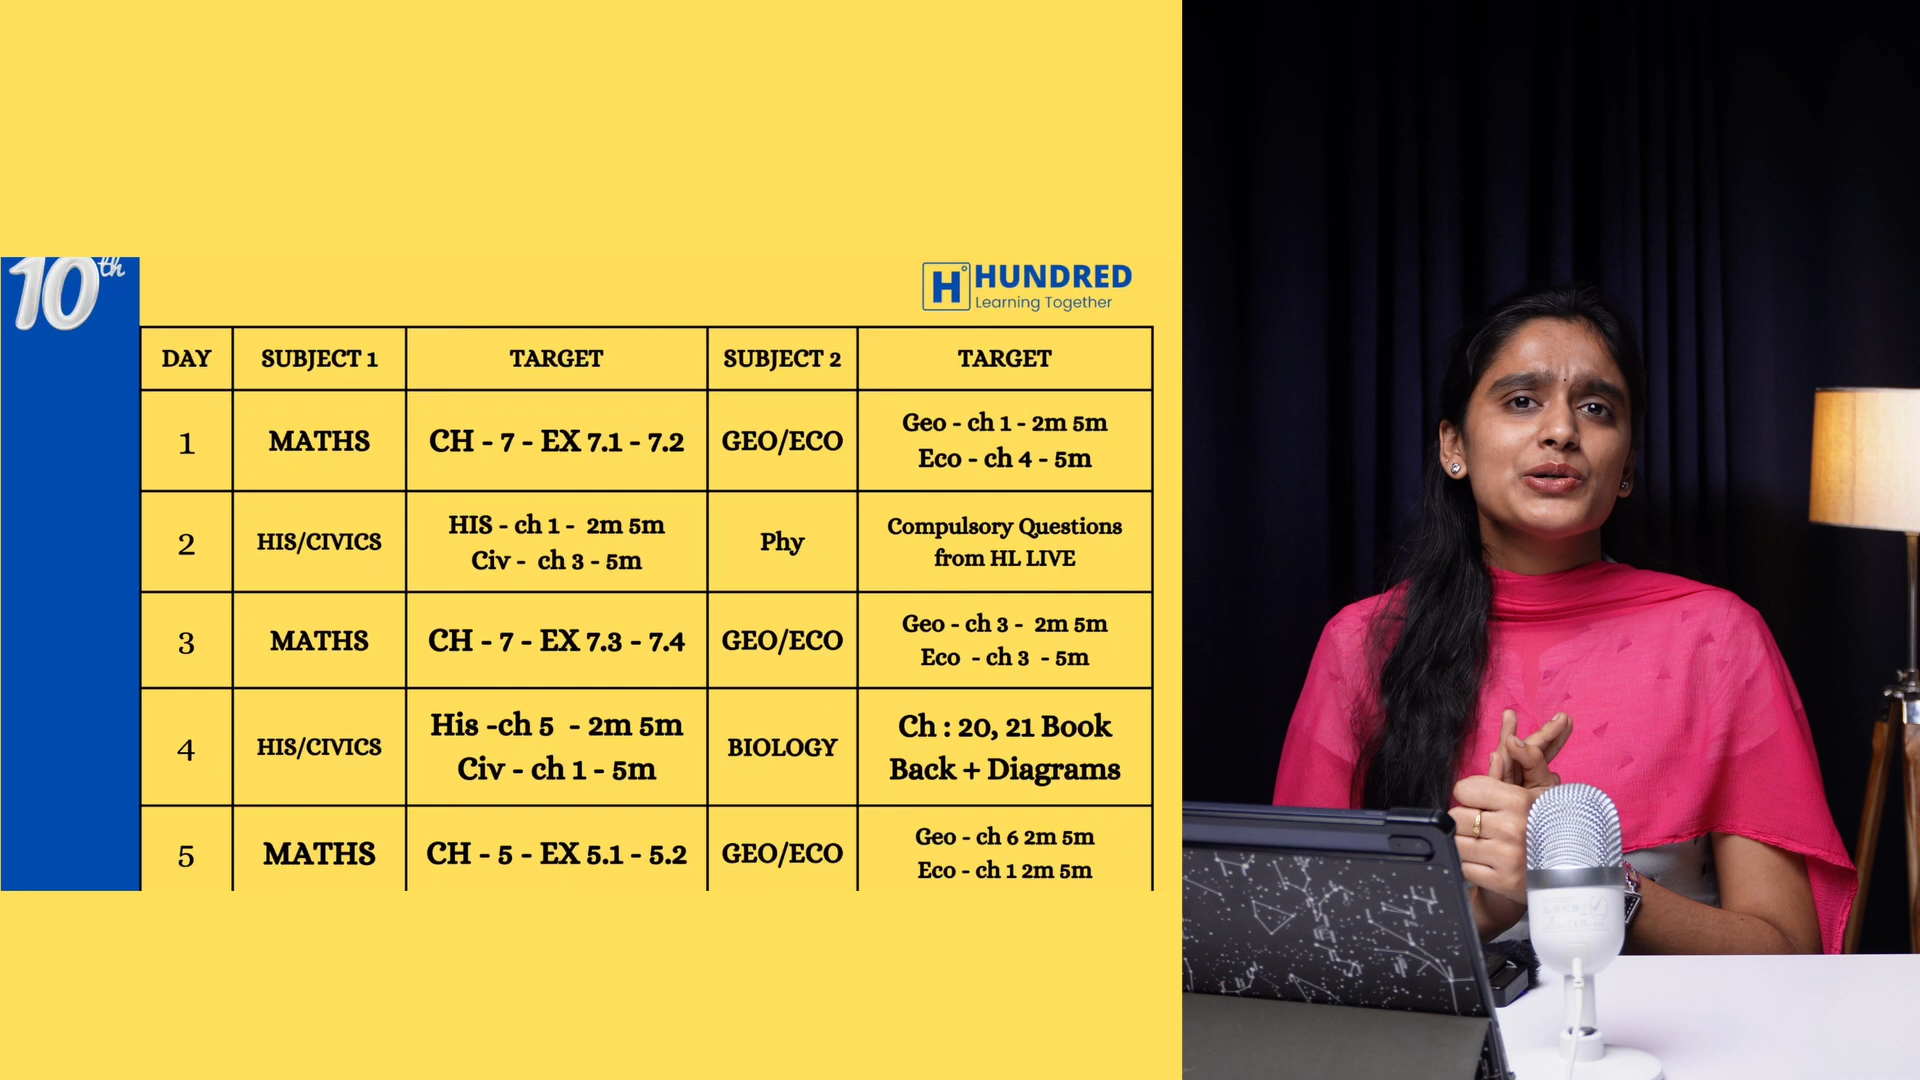 10th
H HUNDRED
Learning Together
DAY SUBJECT 1 TARGET SUBJECT 2 TARGET
1 MATHS CH - 7 - EX 7.1 - 7.2 GEO/ECO Geo - ch 1 - 2m 5m
Eco - ch 4 - 5m
2 HIS/CIVICS HIS - ch 1 - 2m 5m
Civ - ch 3 - 5m
Phy Compulsory Questions
from HL LIVE
3 MATHS CH - 7 - EX 7.3 - 7.4 GEO/ECO Geo - ch 3 - 2m 5m
Eco - ch 3 - 5m
4 HIS/CIVICS His -ch 5 - 2m 5m
Civ - ch 1 - 5m
BIOLOGY Ch : 20, 21 Book
Back + Diagrams
5 MATHS CH - 5 - EX 5.1 - 5.2 GEO/ECO Geo - ch 6 2m 5m
Eco - ch 1 2m 5m